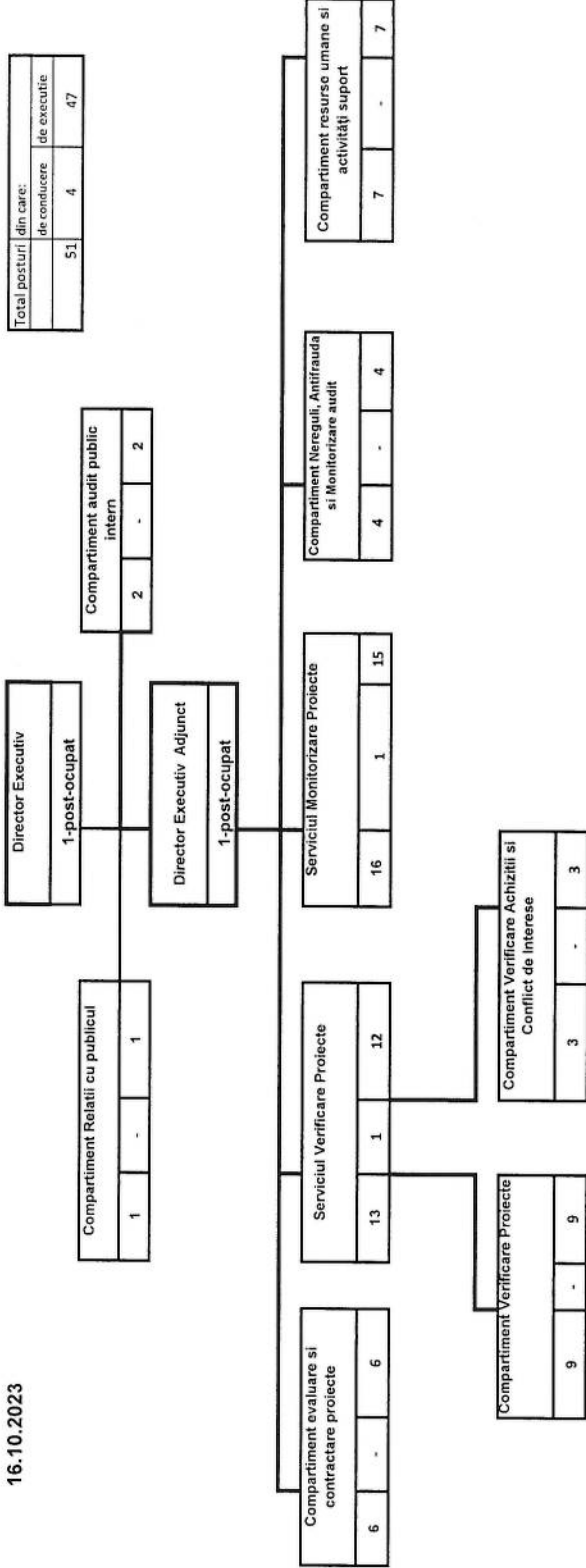 16.10.2023
Total posturi din care:
de conducere de executie
51 4 47
Director Executiv
1-post-ocupat
Compartiment Relatii cu publicul
1 - 1
Compartiment audit public
intern
2 - 2
Director Executiv Adjunct
1-post-ocupat
Compartiment evaluare si
contractare proiecte
6 - 6
Serviciul Verificare Proiecte
13 1 12
Serviciul Monitorizare Proiecte
16 1 15
Compartiment Nereguli, Antifrauda
si Monitorizare audit
4 - 4
Compartiment resurse umane si
activităţi suport
7 - 7
Compartiment Verificare Proiecte
9 - 9
Compartiment Verificare Achizitii si
Conflict de Interese
3 - 3